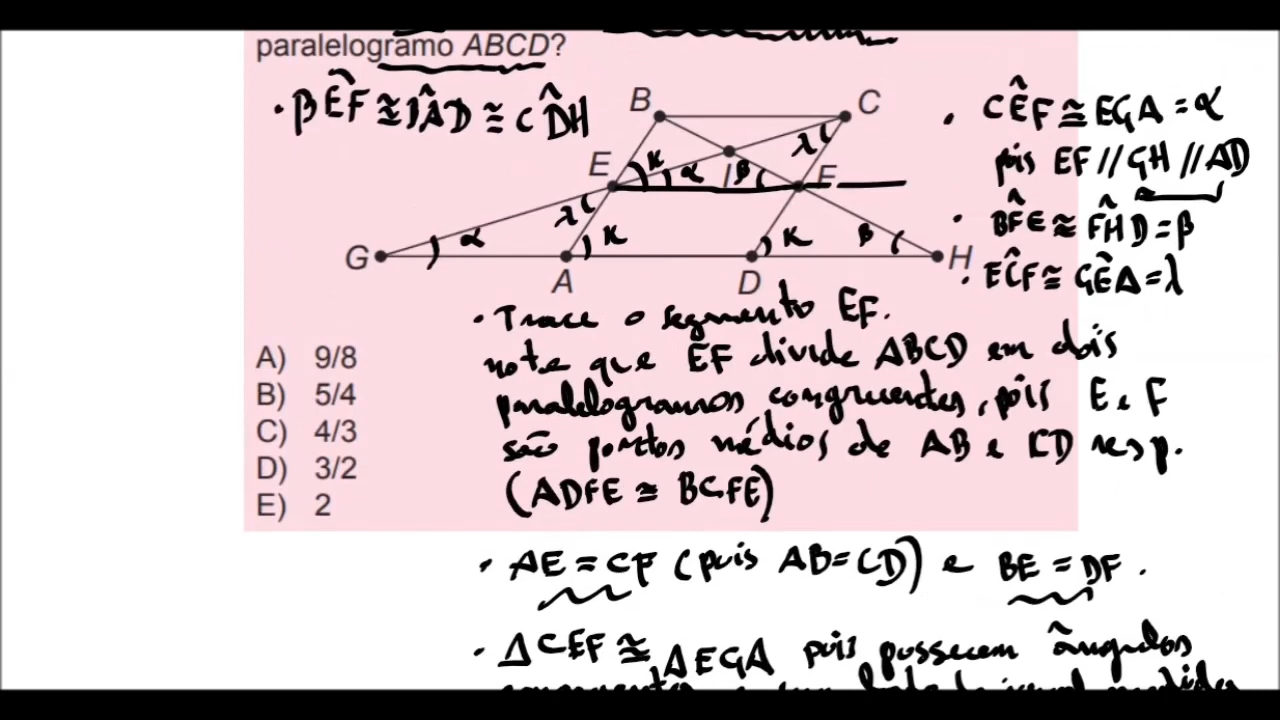 paralelogramo ABCD?
· BÊF ≅ IÂD ≅ CD̂H
B
C
E
K
α
I
β
F
λ
λ
G
α
K
K
β
H
A
D
· CÊF ≅ EGA = α
pois EF // GH // AD
· BF̂E ≅ FĤD = β
· EĈF ≅ GÊA = λ
· Trace o segmento EF.
note que EF divide ABCD em dois
paralelogramos congruentes, pois E e F
são pontos médios de AB e CD resp.
(ADFE ≅ BCFE)
A) 9/8
B) 5/4
C) 4/3
D) 3/2
E) 2
· AE = CF (pois AB = CD) e BE = DF.
· ΔCEF ≅ ΔEGA pois possuem ângulos